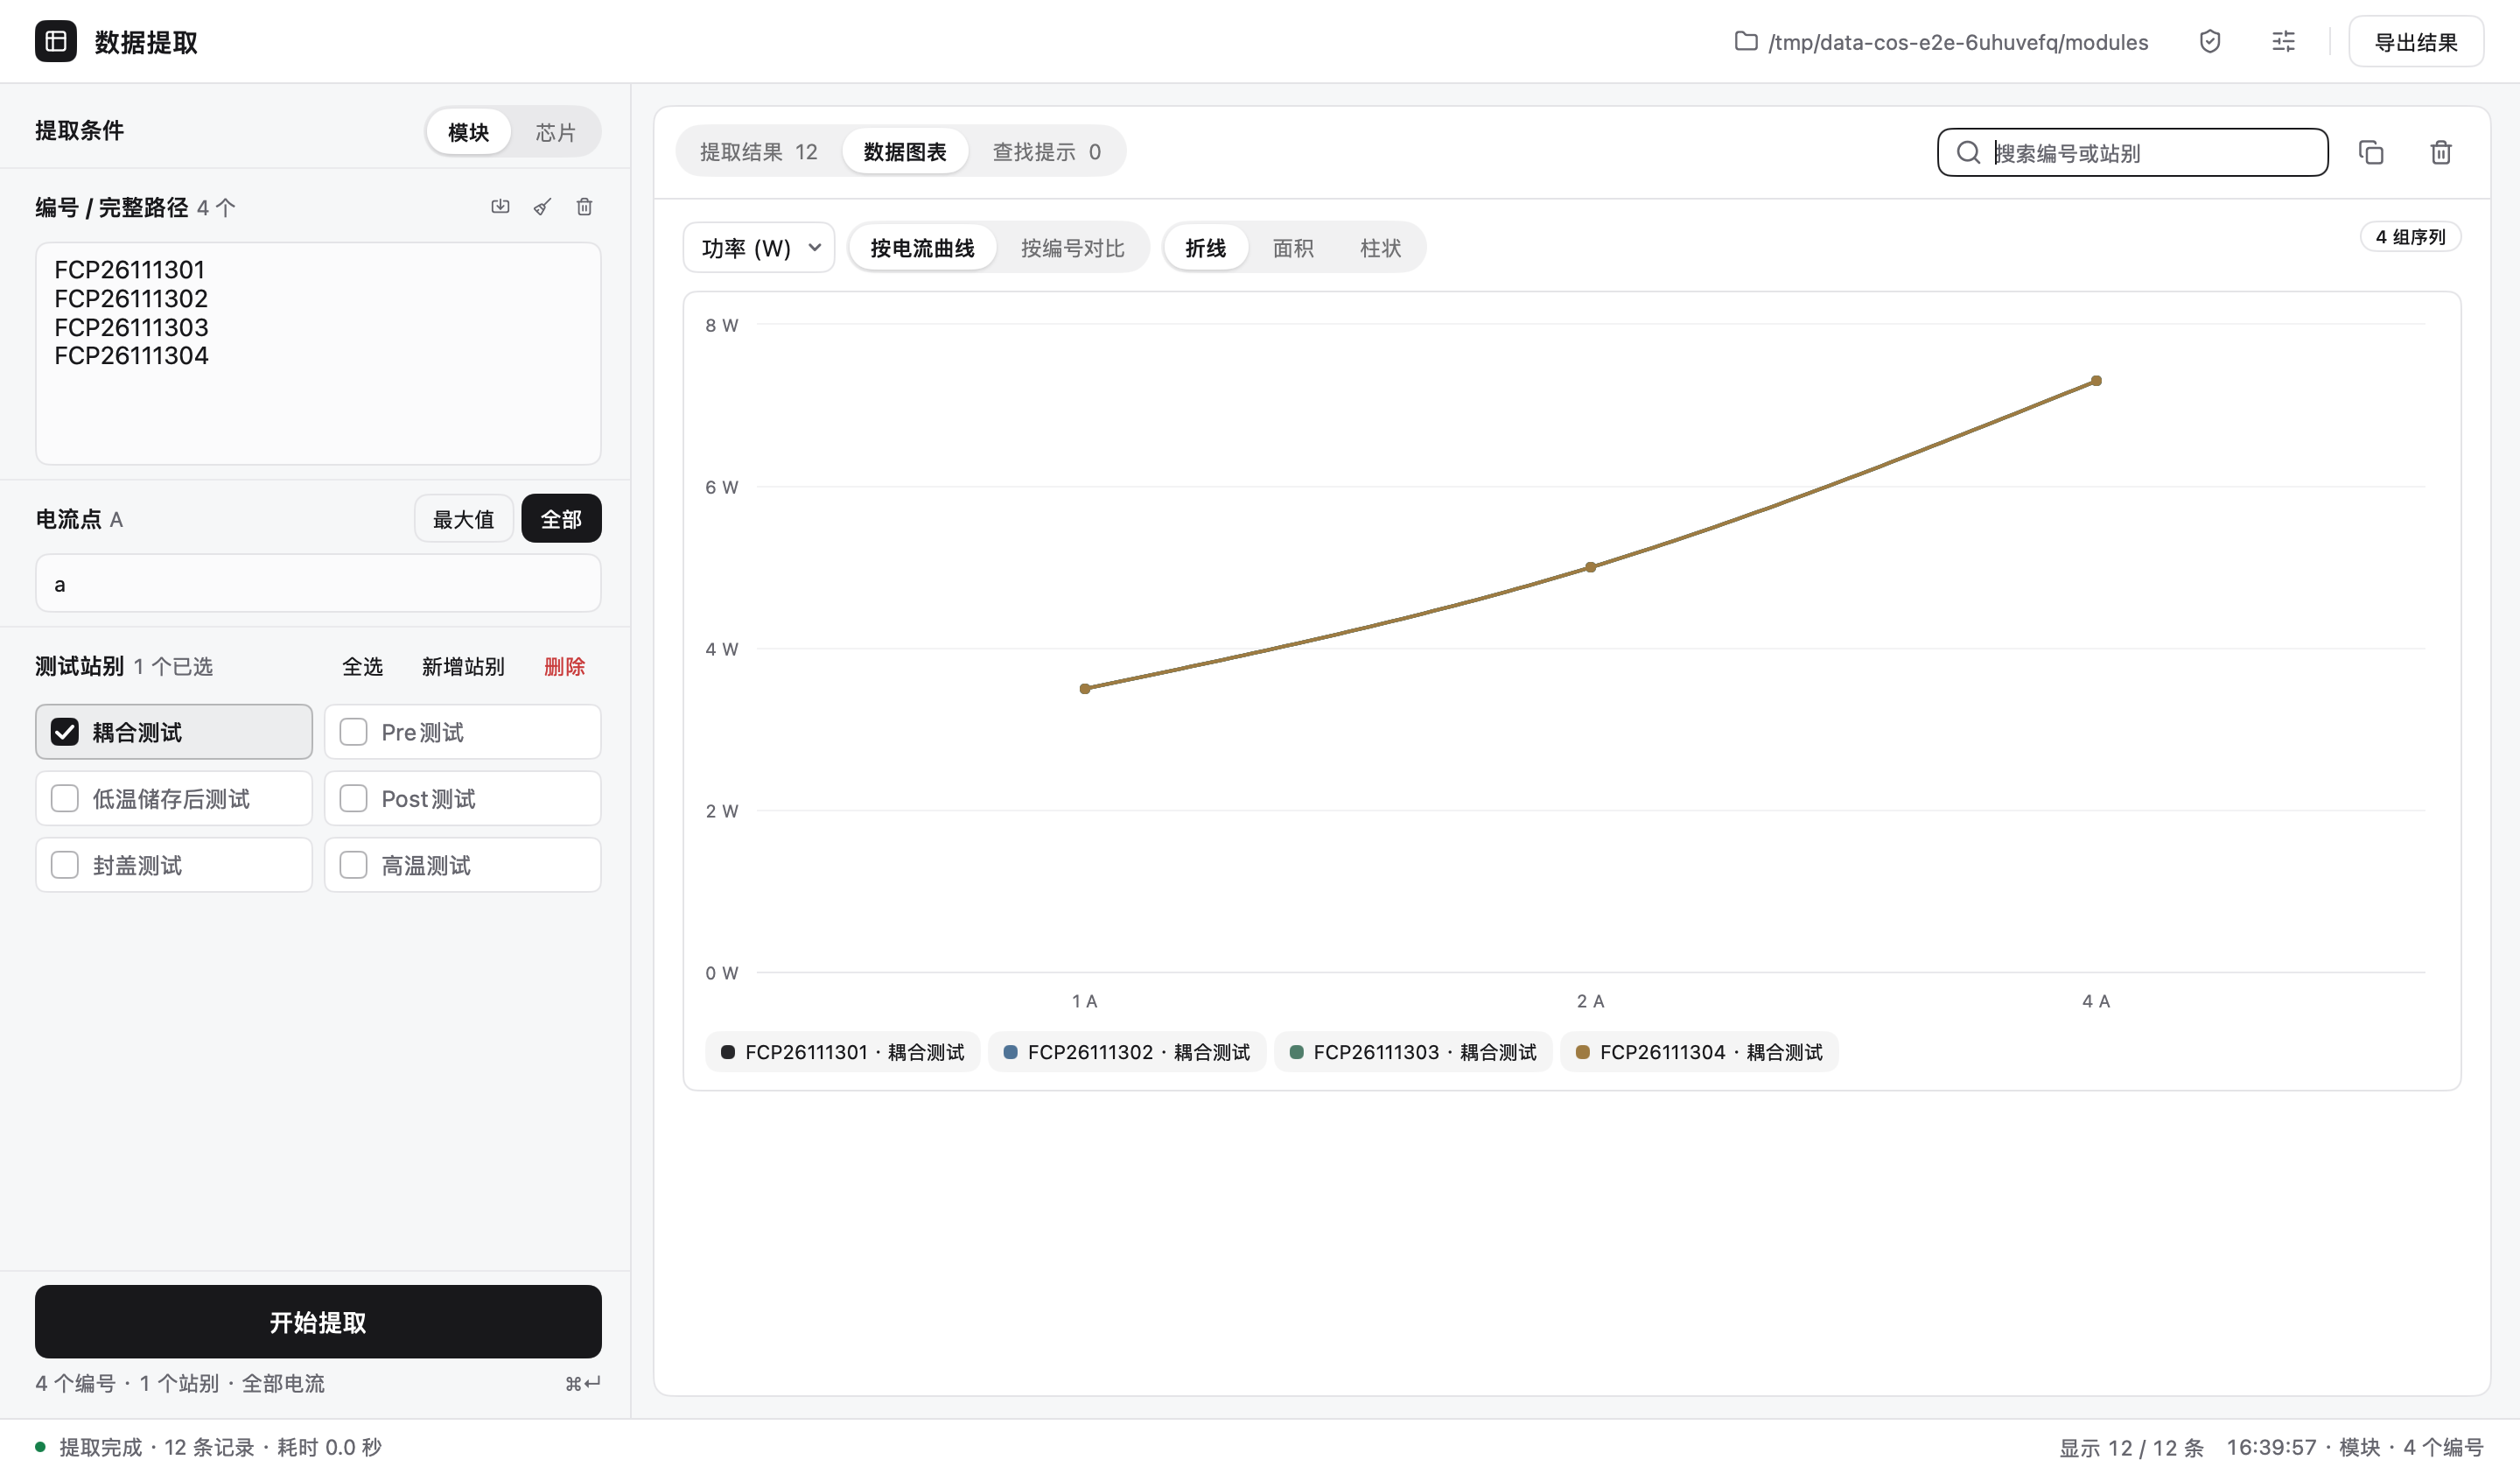 数据提取
/tmp/data-cos-e2e-6uhuvefq/modules
导出结果
提取条件
模块 芯片
编号 / 完整路径 4 个
FCP26111301
FCP26111302
FCP26111303
FCP26111304
电流点 A 最大值 全部
a
测试站别 1 个已选 全选 新增站别 删除
耦合测试 Pre测试
低温储存后测试 Post测试
封盖测试 高温测试
开始提取
4 个编号 · 1 个站别 · 全部电流 ⌘↵
提取结果 12 数据图表 查找提示 0
搜索编号或站别
功率 (W) 按电流曲线 按编号对比 折线 面积 柱状
4 组序列
8 W
6 W
4 W
2 W
0 W
1 A 2 A 4 A
FCP26111301 · 耦合测试 FCP26111302 · 耦合测试 FCP26111303 · 耦合测试 FCP26111304 · 耦合测试
提取完成 · 12 条记录 · 耗时 0.0 秒
显示 12 / 12 条 16:39:57 · 模块 · 4 个编号